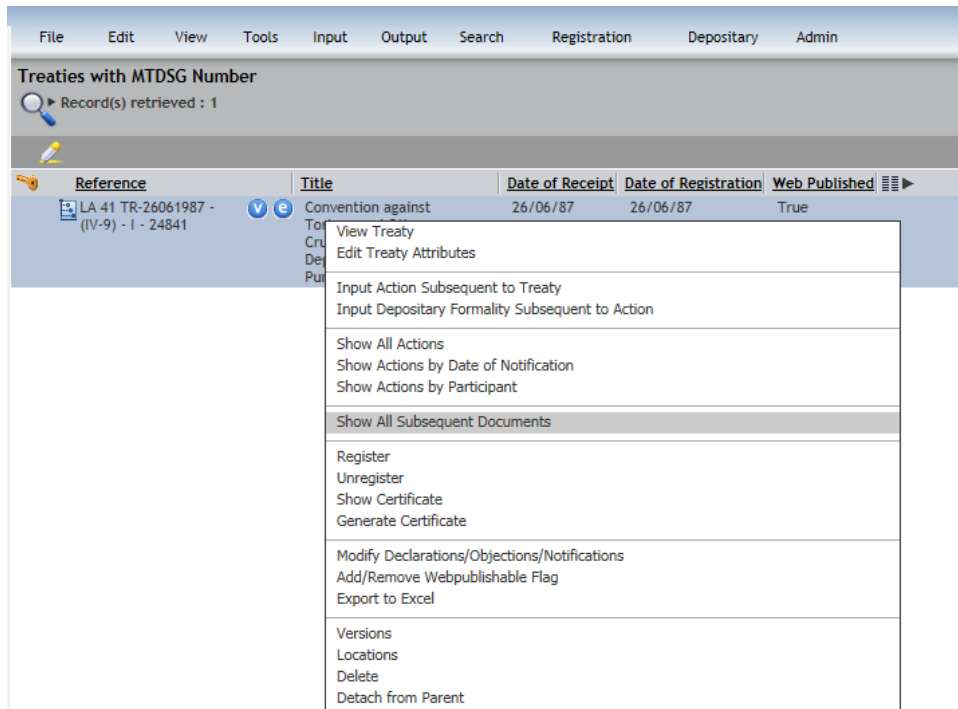 File Edit View Tools Input Output Search Registration Depositary Admin
Treaties with MTDSG Number
Record(s) retrieved : 1
Reference Title Date of Receipt Date of Registration Web Published
LA 41 TR-26061987 - V e Convention against 26/06/87 26/06/87 True
(IV-9) - I - 24841
View Treaty
Edit Treaty Attributes
Input Action Subsequent to Treaty
Input Depositary Formality Subsequent to Action
Show All Actions
Show Actions by Date of Notification
Show Actions by Participant
Show All Subsequent Documents
Register
Unregister
Show Certificate
Generate Certificate
Modify Declarations/Objections/Notifications
Add/Remove Webpublishable Flag
Export to Excel
Versions
Locations
Delete
Detach from Parent